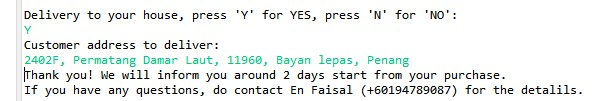 Delivery to your house, press 'Y' for YES, press 'N' for 'NO':
Y
Customer address to deliver:
2402F, Permatang Damar Laut, 11960, Bayan lepas, Penang
Thank you! We will inform you around 2 days start from your purchase.
If you have any questions, do contact En Faisal (+60194789087) for the detalils.